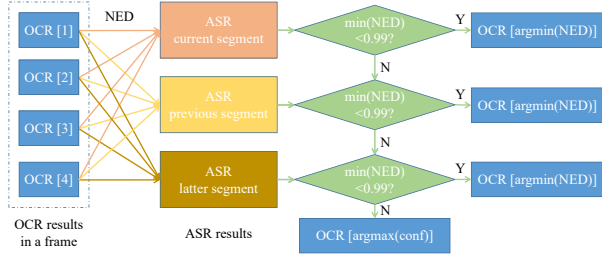 NED
OCR [1]
OCR [2]
OCR [3]
OCR [4]
OCR results
in a frame
ASR
current segment
ASR
previous segment
ASR
latter segment
ASR results
min(NED)
<0.99?
Y
OCR [argmin(NED)]
N
min(NED)
<0.99?
Y
OCR [argmin(NED)]
N
min(NED)
<0.99?
Y
OCR [argmin(NED)]
N
OCR [argmax(conf)]